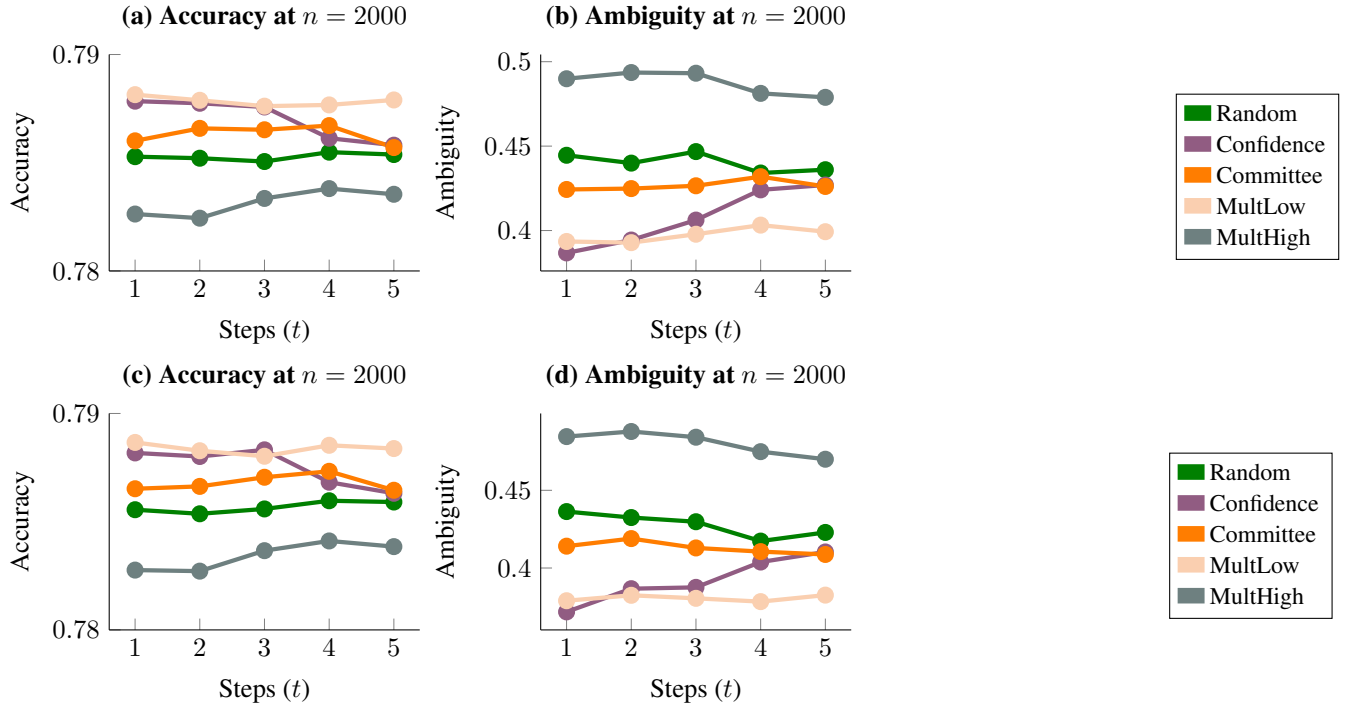 (a) Accuracy at n = 2000
0.79
0.78
Accuracy
1 2 3 4 5
Steps (t)
(b) Ambiguity at n = 2000
0.5
0.45
0.4
Ambiguity
1 2 3 4 5
Steps (t)
Random
Confidence
Committee
MultLow
MultHigh
(c) Accuracy at n = 2000
0.79
0.78
Accuracy
1 2 3 4 5
Steps (t)
(d) Ambiguity at n = 2000
0.45
0.4
Ambiguity
1 2 3 4 5
Steps (t)
Random
Confidence
Committee
MultLow
MultHigh